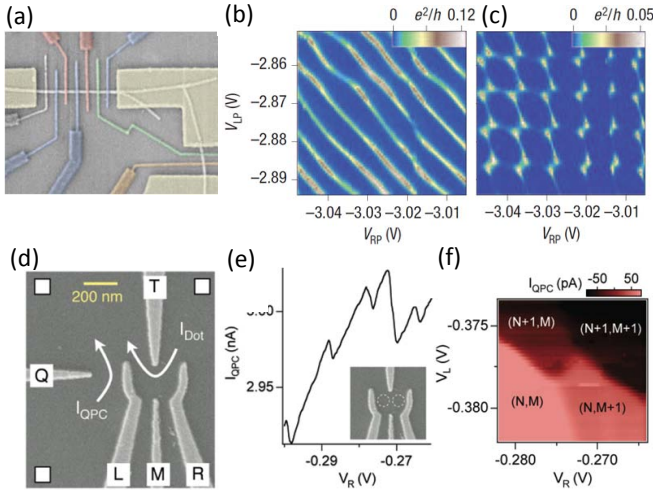 (a)
(b)
0 e²/h 0.12
V_LP (V)
−2.86
−2.87
−2.88
−2.89
−3.04 −3.03 −3.02 −3.01
V_RP (V)
(c)
0 e²/h 0.05
−3.04 −3.03 −3.02 −3.01
V_RP (V)
(d)
200 nm
T
I_Dot
Q
I_QPC
L M R
(e)
I_QPC (nA)
2.95
-0.29 -0.27
V_R (V)
(f)
I_QPC (pA) -50 50
V_L (V)
-0.375
-0.380
(N+1,M)
(N+1,M+1)
(N,M)
(N,M+1)
-0.280 -0.270
V_R (V)